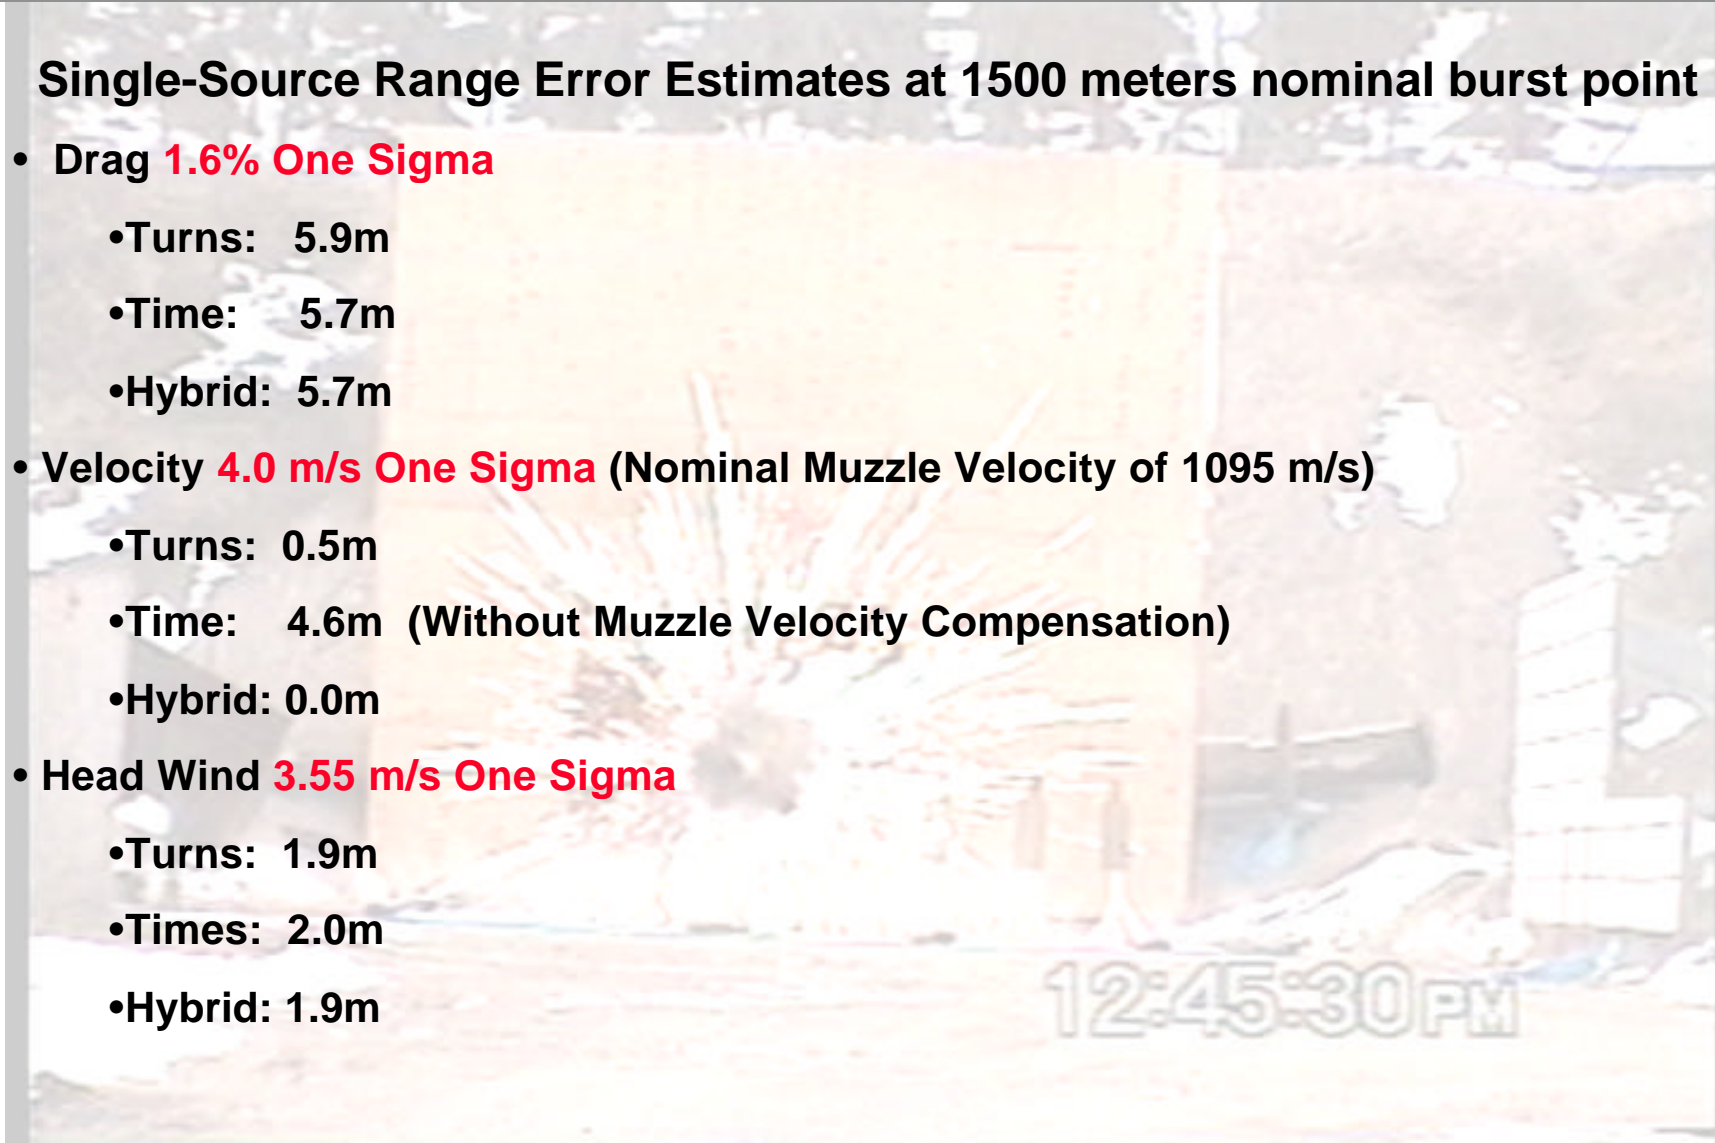 Single-Source Range Error Estimates at 1500 meters nominal burst point
• Drag 1.6% One Sigma
•Turns: 5.9m
•Time: 5.7m
•Hybrid: 5.7m
• Velocity 4.0 m/s One Sigma (Nominal Muzzle Velocity of 1095 m/s)
•Turns: 0.5m
•Time: 4.6m (Without Muzzle Velocity Compensation)
•Hybrid: 0.0m
• Head Wind 3.55 m/s One Sigma
•Turns: 1.9m
•Times: 2.0m
•Hybrid: 1.9m
12:45:30 PM